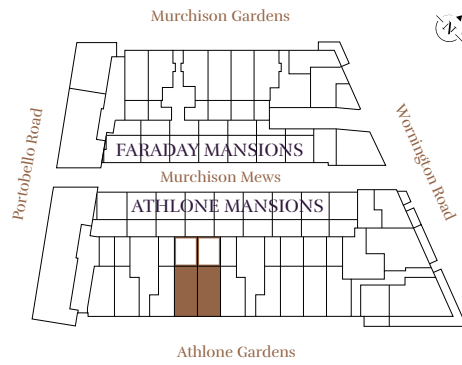 Murchison Gardens
N
Portobello Road
Wornington Road
FARADAY MANSIONS
Murchison Mews
ATHLONE MANSIONS
Athlone Gardens